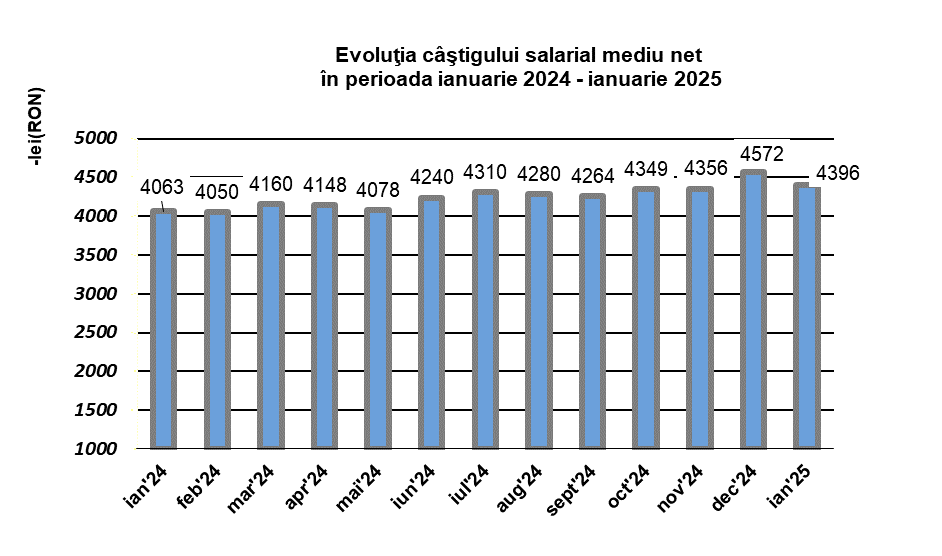 Evoluţia câştigului salarial mediu net
în perioada ianuarie 2024 - ianuarie 2025
-lei(RON)
5000
4500
4000
3500
3000
2500
2000
1500
1000
4063 4050 4160 4148 4078 4240 4310 4280 4264 4349 4356 4572 4396
ian'24 feb'24 mar'24 apr'24 mai'24 iun'24 iul'24 aug'24 sept'24 oct'24 nov'24 dec'24 ian'25